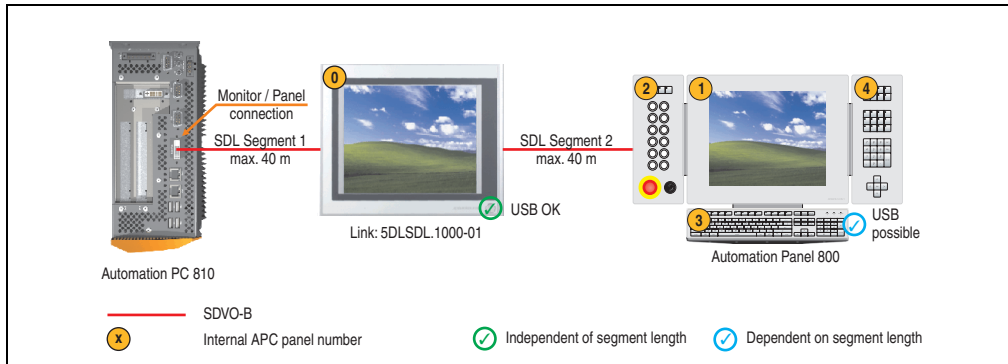 0
2
1
4
Monitor / Panel
connection
SDL Segment 1
max. 40 m
SDL Segment 2
max. 40 m
USB OK
3
USB
possible
Link: 5DLSDL.1000-01
Automation Panel 800
Automation PC 810
SDVO-B
x
Internal APC panel number
Independent of segment length
Dependent on segment length